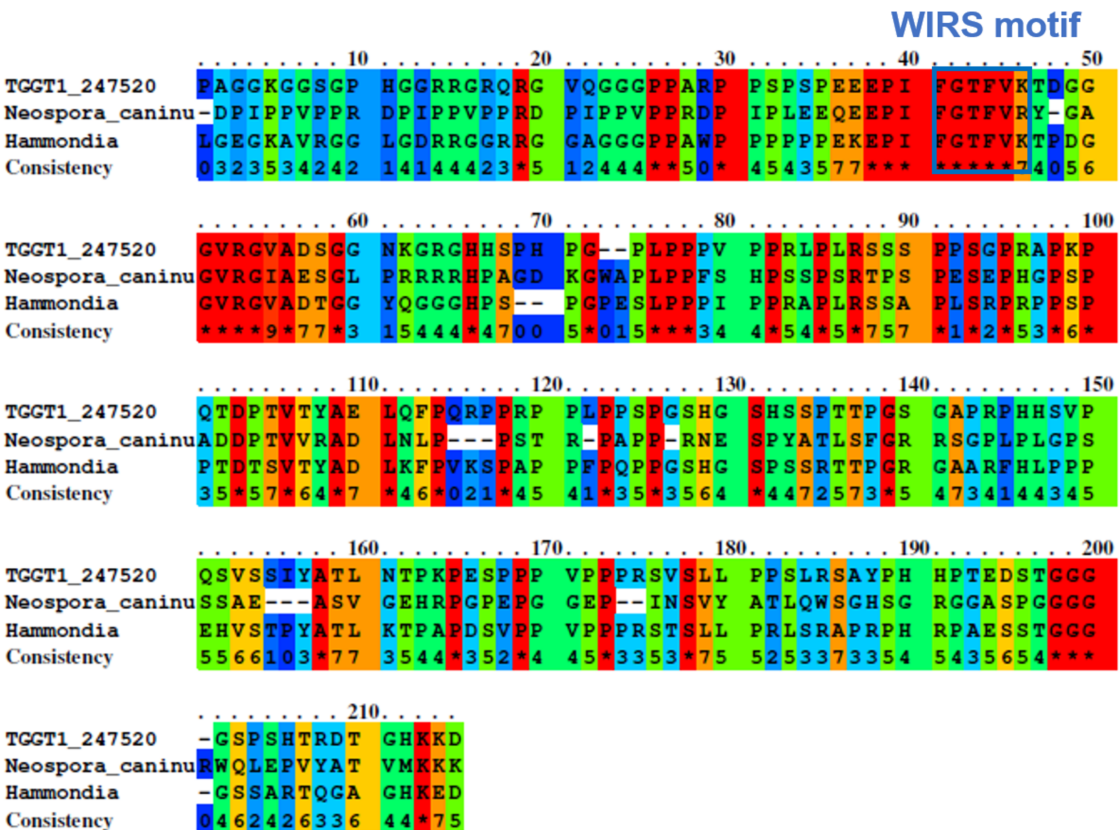 WIRS motif
. . . . . . . . . 10 . . . . . . . . . 20 . . . . . . . . . 30 . . . . . . . . . 40 . . . . . . . . . 50
TGGT1_247520 PAGGKGGSGP HGGRRGRQRG VQGGGPPARP PSPSPEEEPI FGTFVKTDGG
Neospora_caninu -DPIPPVPPR DPIPPVPPRD PIPPVPPRDP IPLEEQEEPI FGTFVRY-GA
Hammondia LGEGKAVRGG LGDRRGGRRG GAGGGPPAWP PPPPPEKEPI FGTFVKTPDG
Consistency 0323534242 14144423*5 12444**50* 4543577*** *****74056
. . . . . . . . . 60 . . . . . . . . . 70 . . . . . . . . . 80 . . . . . . . . . 90 . . . . . . . . . 100
TGGT1_247520 GVRGVADSGG NKGRGHHSPH PG--PLPPPV PPRLPLRSSS PPSGPRAPKP
Neospora_caninu GVRGIAESGL PRRRRHPAGD KGWAPLPPFS HPSSPSRTPS PESEPHGPSP
Hammondia GVRGVADTGG YQGGGHPS-- PGPESLPPPI PPRAPLRSSA PLSRPRPPSP
Consistency ****9*77*3 15444*4700 5*015***34 4*54*5*757 *1*2*53*6*
. . . . . . . . . 110 . . . . . . . . . 120 . . . . . . . . . 130 . . . . . . . . . 140 . . . . . . . . . 150
TGGT1_247520 QTDPTVTYAE LQFPQRPPRP PLPPSPGSHG SHSSPTTPGS GAPRPHHSVP
Neospora_caninu ADDPTVVRAD LNLP---PST R-PAPP-RNE SPYATLSFGR RSGPLPLGPS
Hammondia PTDTSVTYAD LKFPVKSPAP PFPQPPGSHG SPSSRTTPGR GAARFHLPPP
Consistency 35*57*64*7 *46*021*45 41*35*3564 *4472573*5 4734144345
. . . . . . . . . 160 . . . . . . . . . 170 . . . . . . . . . 180 . . . . . . . . . 190 . . . . . . . . . 200
TGGT1_247520 QSVSSIYATL NTPKPESPPP VPPPRSVSLL PPSLRSAYPH HPTEDSTGGG
Neospora_caninu SSAE---ASV GEHRPGPEPG GEP--INSVY ATLQWSGHSG RGGASPGGGG
Hammondia EHVSTPYATL KTPAPDSVPP VPPPRSTSLL PRLSRAPRPH RPAESSTGGG
Consistency 5566103*77 3544*352*4 45*3353*75 5253373354 5435654***
. . . . . . . . . 210 . . . . .
TGGT1_247520 -GSPSHTRDT GHKKD
Neospora_caninu RWQLEPVYAT VMKKK
Hammondia -GSSARTQGA GHKED
Consistency 0462426336 44*75